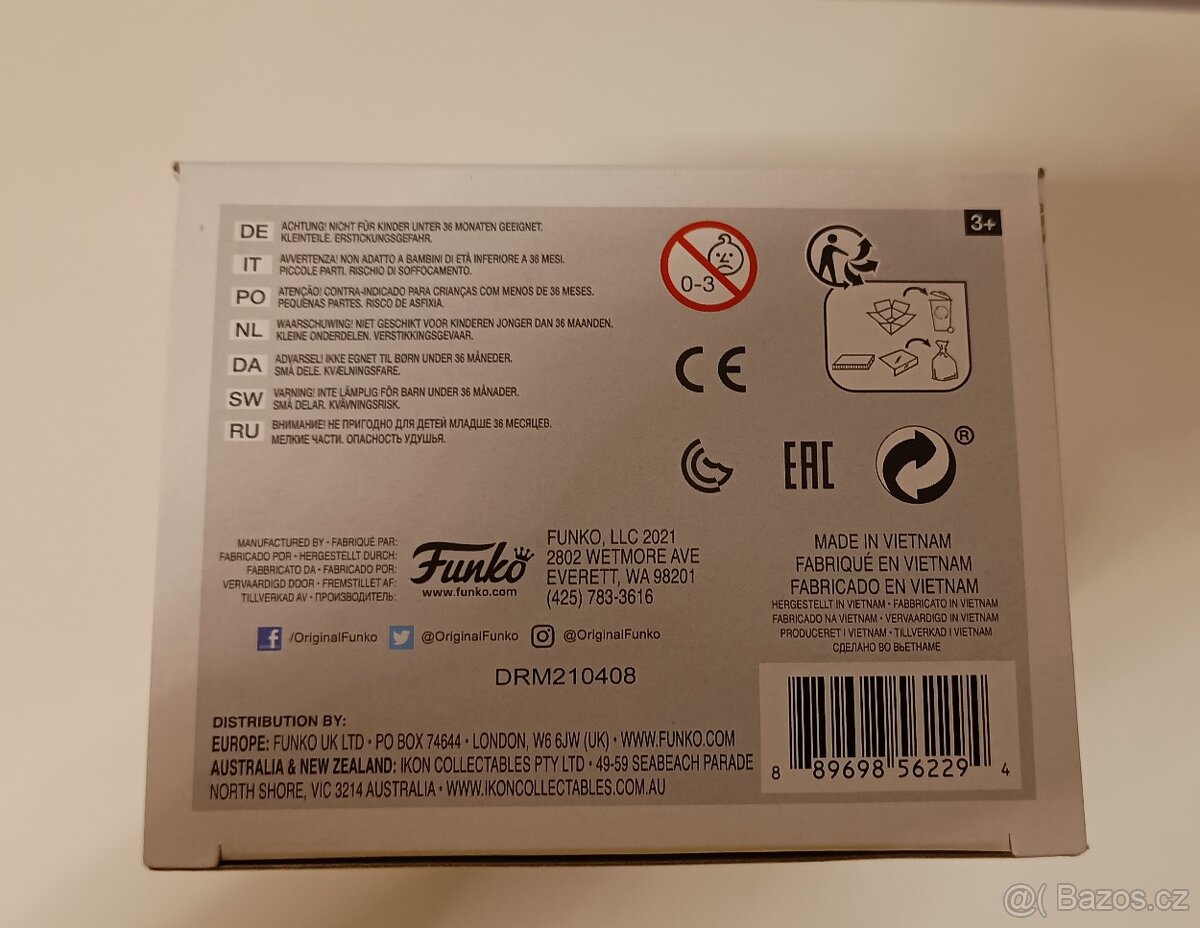 3+
DE ACHTUNG! NICHT FÜR KINDER UNTER 36 MONATEN GEEIGNET.
KLEINTEILE. ERSTICKUNGSGEFAHR.
IT AVVERTENZA! NON ADATTO A BAMBINI DI ETÀ INFERIORE A 36 MESI.
PICCOLE PARTI. RISCHIO DI SOFFOCAMENTO.
PO ATENÇÃO! CONTRA-INDICADO PARA CRIANÇAS COM MENOS DE 36 MESES.
PEQUENAS PARTES. RISCO DE ASFIXIA.
NL WAARSCHUWING! NIET GESCHIKT VOOR KINDEREN JONGER DAN 36 MAANDEN.
KLEINE ONDERDELEN. VERSTIKKINGSGEVAAR.
DA ADVARSEL! IKKE EGNET TIL BØRN UNDER 36 MÅNEDER.
SMÅ DELE. KVÆLNINGSFARE.
SW VARNING! INTE LÄMPLIG FÖR BARN UNDER 36 MÅNADER.
SMÅ DELAR. KVÄVNINGSRISK.
RU ВНИМАНИЕ! НЕ ПРИГОДНО ДЛЯ ДЕТЕЙ МЛАДШЕ 36 МЕСЯЦЕВ.
МЕЛКИЕ ЧАСТИ. ОПАСНОСТЬ УДУШЬЯ.
0-3
CE
EAC
®
MANUFACTURED BY • FABRIQUÉ PAR:
FABRICADO POR • HERGESTELLT DURCH:
FABBRICATO DA • FABRICADO POR:
VERVAARDIGD DOOR • FREMSTILLET AF:
TILLVERKAD AV • ПРОИЗВОДИТЕЛЬ:
Funko
www.funko.com
FUNKO, LLC 2021
2802 WETMORE AVE
EVERETT, WA 98201
(425) 783-3616
/OriginalFunko @OriginalFunko @OriginalFunko
DRM210408
MADE IN VIETNAM
FABRIQUÉ EN VIETNAM
FABRICADO EN VIETNAM
HERGESTELLT IN VIETNAM • FABBRICATO IN VIETNAM
FABRICADO NA VIETNAM • VERVAARDIGD IN VIETNAM
PRODUCERET I VIETNAM • TILLVERKAD I VIETNAM
СДЕЛАНО ВО ВЬЕТНАМЕ
DISTRIBUTION BY:
EUROPE: FUNKO UK LTD • PO BOX 74644 • LONDON, W6 6JW (UK) • WWW.FUNKO.COM
AUSTRALIA & NEW ZEALAND: IKON COLLECTABLES PTY LTD • 49-59 SEABEACH PARADE
NORTH SHORE, VIC 3214 AUSTRALIA • WWW.IKONCOLLECTABLES.COM.AU
8 89698 56229 4
@( Bazos.cz